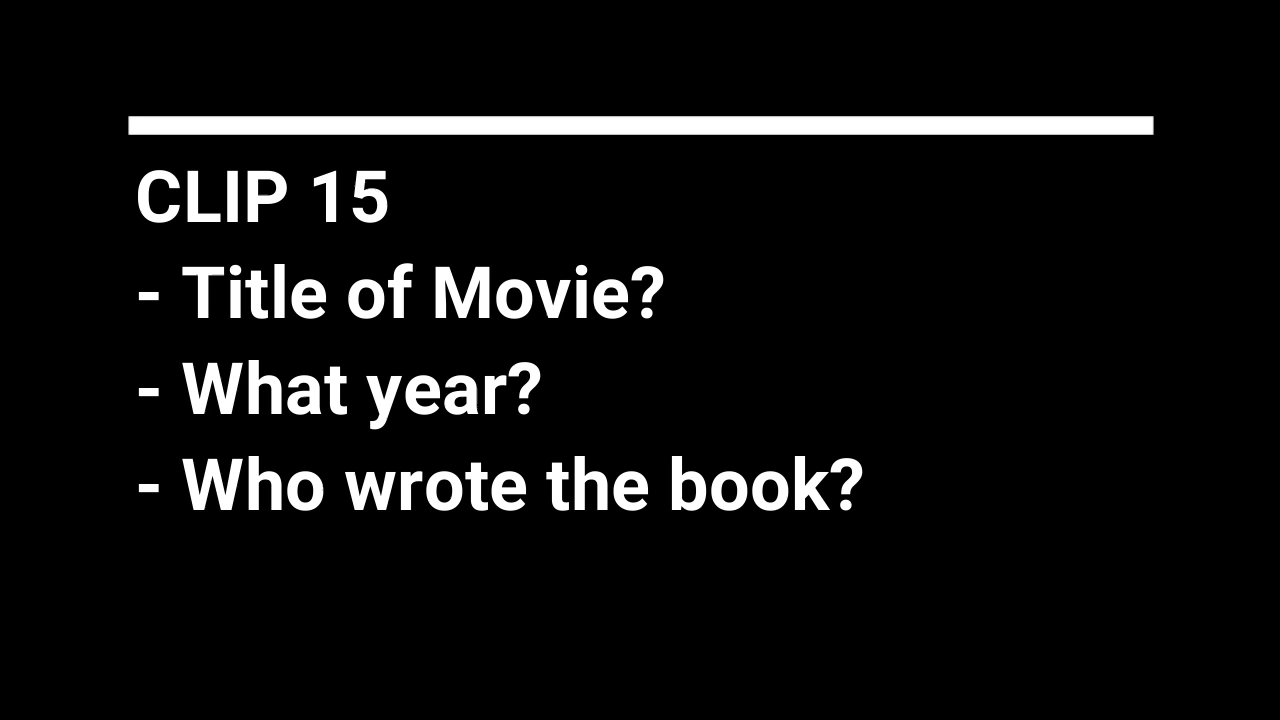 CLIP 15
- Title of Movie?
- What year?
- Who wrote the book?